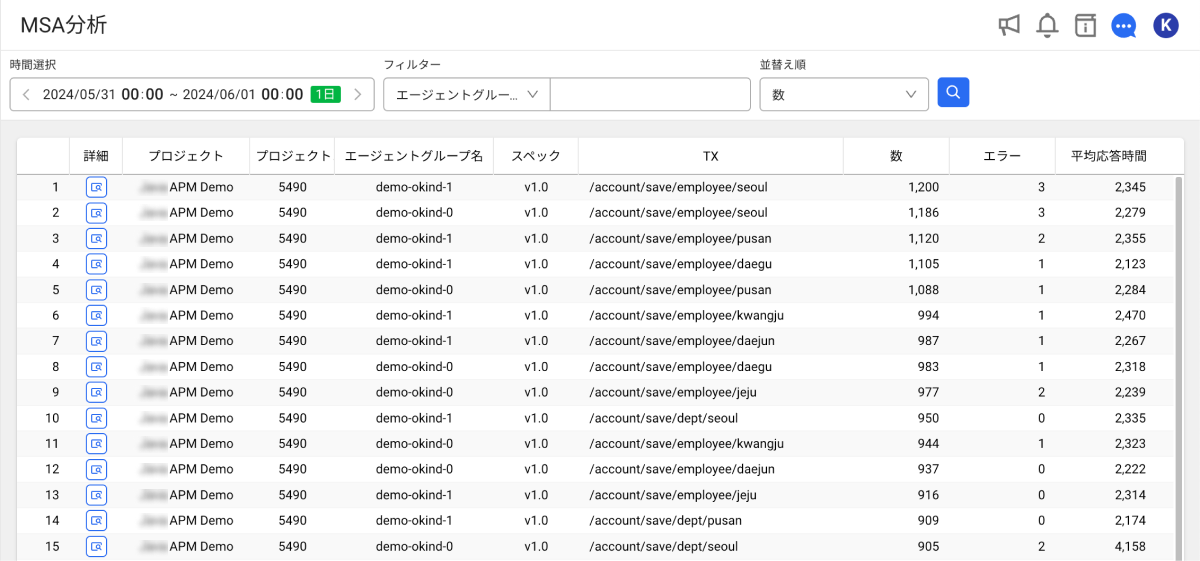 MSA分析
K
時間選択
フィルター
並替え順
2024/05/31 00:00 ~ 2024/06/01 00:00 1日
エージェントグルー...
数
詳細 プロジェクト プロジェクト エージェントグループ名 スペック TX 数 エラー 平均応答時間
1 APM Demo 5490 demo-okind-1 v1.0 /account/save/employee/seoul 1,200 3 2,345
2 APM Demo 5490 demo-okind-0 v1.0 /account/save/employee/seoul 1,186 3 2,279
3 APM Demo 5490 demo-okind-1 v1.0 /account/save/employee/pusan 1,120 2 2,355
4 APM Demo 5490 demo-okind-1 v1.0 /account/save/employee/daegu 1,105 1 2,123
5 APM Demo 5490 demo-okind-0 v1.0 /account/save/employee/pusan 1,088 1 2,284
6 APM Demo 5490 demo-okind-1 v1.0 /account/save/employee/kwangju 994 1 2,470
7 APM Demo 5490 demo-okind-1 v1.0 /account/save/employee/daejun 987 1 2,267
8 APM Demo 5490 demo-okind-0 v1.0 /account/save/employee/daegu 983 1 2,318
9 APM Demo 5490 demo-okind-0 v1.0 /account/save/employee/jeju 977 2 2,239
10 APM Demo 5490 demo-okind-1 v1.0 /account/save/dept/seoul 950 0 2,335
11 APM Demo 5490 demo-okind-0 v1.0 /account/save/employee/kwangju 944 1 2,323
12 APM Demo 5490 demo-okind-0 v1.0 /account/save/employee/daejun 937 0 2,222
13 APM Demo 5490 demo-okind-1 v1.0 /account/save/employee/jeju 916 0 2,314
14 APM Demo 5490 demo-okind-1 v1.0 /account/save/dept/pusan 909 0 2,174
15 APM Demo 5490 demo-okind-0 v1.0 /account/save/dept/seoul 905 2 4,158